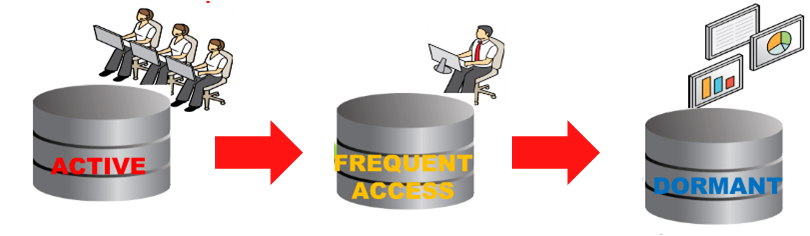 ACTIVE
FREQUENT
ACCESS
DORMANT